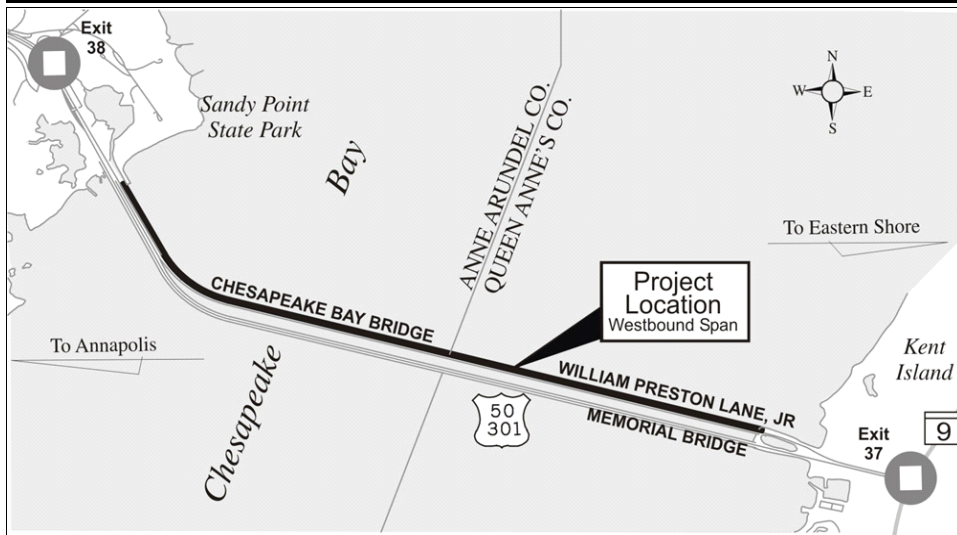 Exit
38
Sandy Point
State Park
Bay
ANNE ARUNDEL CO.
QUEEN ANNE'S CO.
N
W
E
S
To Eastern Shore
Project
Location
Westbound Span
CHESAPEAKE BAY BRIDGE
To Annapolis
Chesapeake
WILLIAM PRESTON LANE, JR
MEMORIAL BRIDGE
50
301
Kent
Island
Exit
37
9